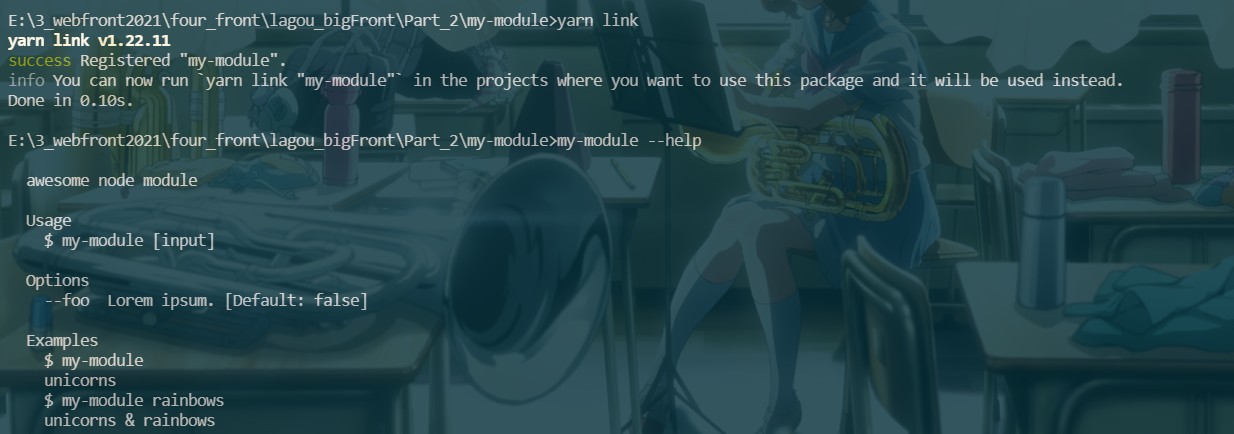 E:\3_webfront2021\four_front\lagou_bigFront\Part_2\my-module>yarn link
yarn link v1.22.11
success Registered "my-module".
info You can now run `yarn link "my-module"` in the projects where you want to use this package and it will be used instead.
Done in 0.10s.
E:\3_webfront2021\four_front\lagou_bigFront\Part_2\my-module>my-module --help
awesome node module
Usage
$ my-module [input]
Options
--foo  Lorem ipsum. [Default: false]
Examples
$ my-module
unicorns
$ my-module rainbows
unicorns & rainbows